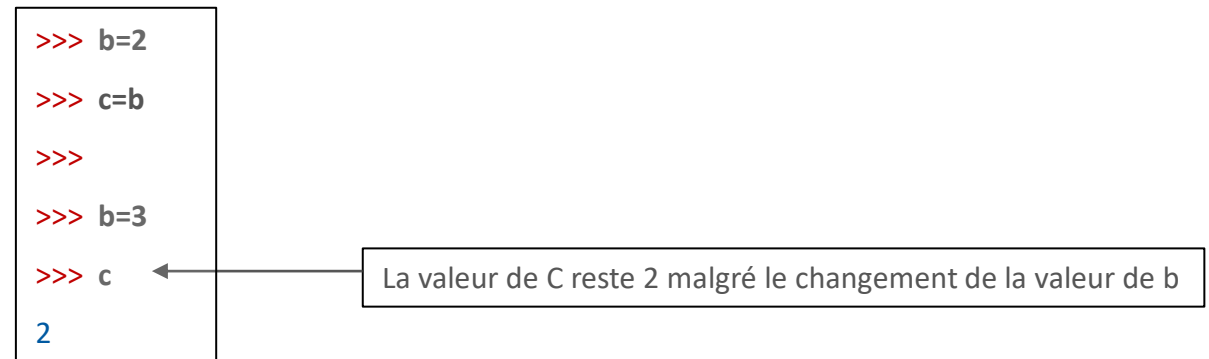 >>> b=2
>>> c=b
>>>
>>> b=3
>>> c
La valeur de C reste 2 malgré le changement de la valeur de b
2